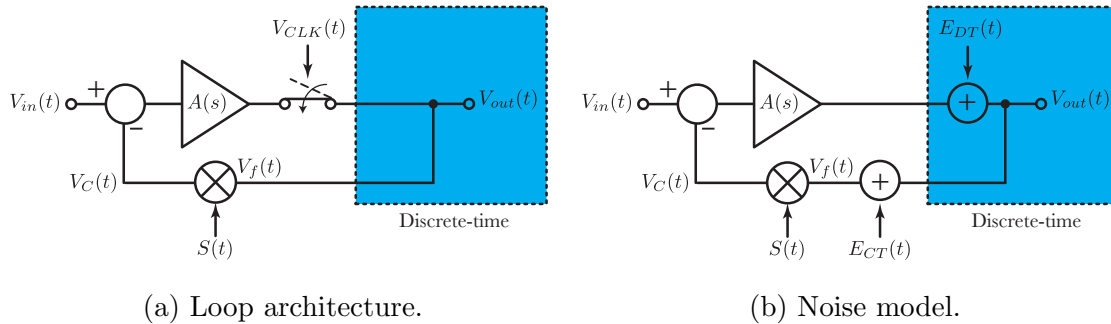 V_{CLK}(t)
V_{in}(t)
+
−
A(s)
V_{out}(t)
V_C(t)
V_f(t)
S(t)
Discrete-time
(a) Loop architecture.
E_{DT}(t)
V_{in}(t)
+
−
A(s)
+
V_{out}(t)
V_C(t)
V_f(t)
+
S(t)
E_{CT}(t)
Discrete-time
(b) Noise model.